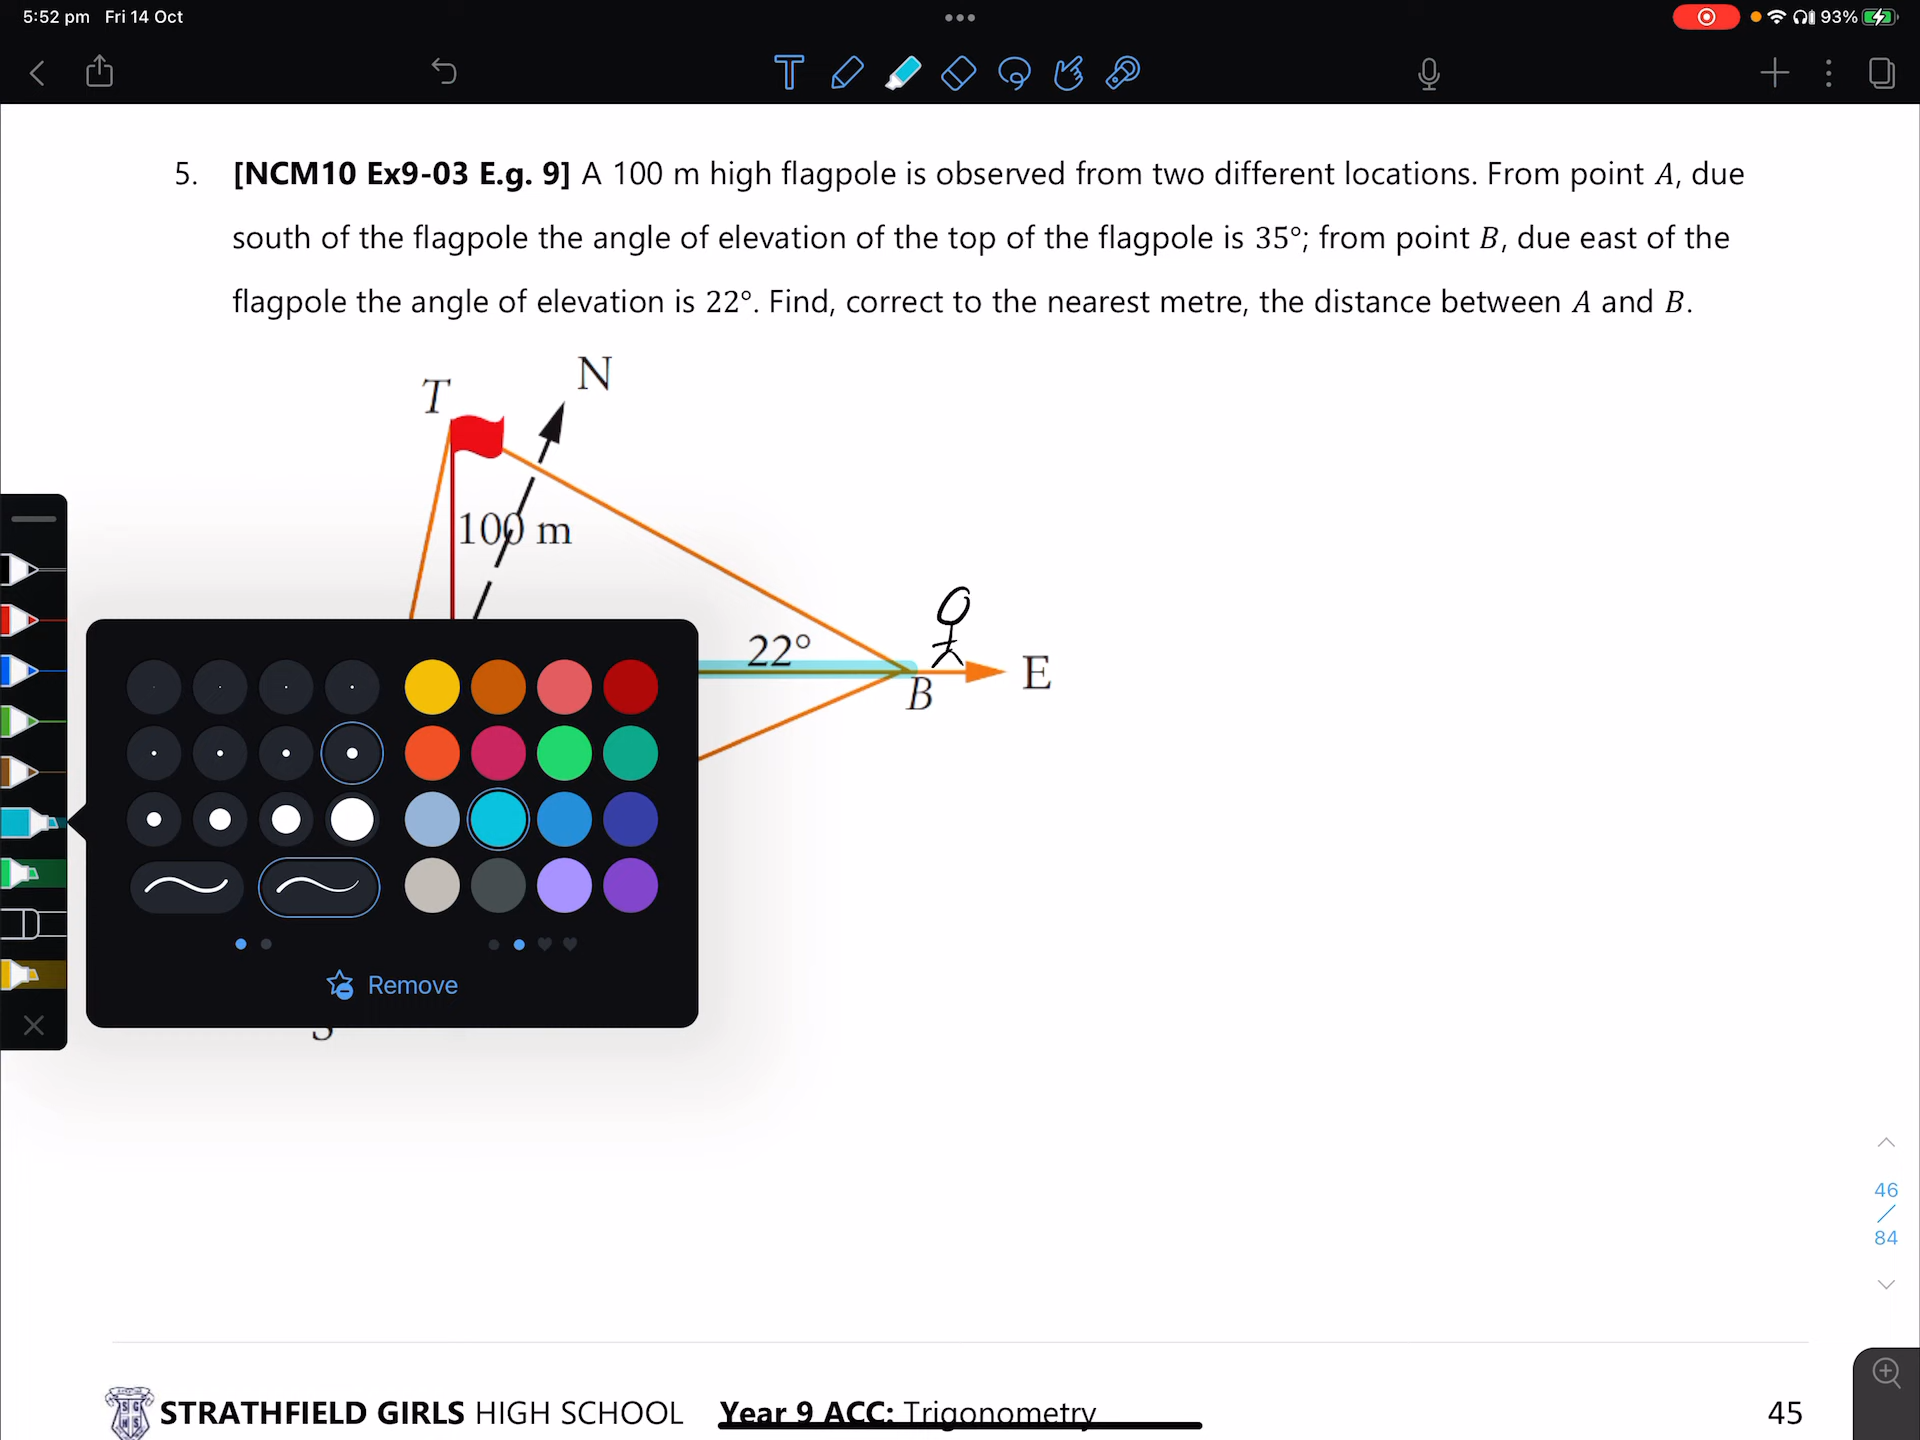 5:52 pm Fri 14 Oct
93%
5. [NCM10 Ex9-03 E.g. 9] A 100 m high flagpole is observed from two different locations. From point A, due
south of the flagpole the angle of elevation of the top of the flagpole is 35°; from point B, due east of the
flagpole the angle of elevation is 22°. Find, correct to the nearest metre, the distance between A and B.
N
T
100 m
22°
E
B
Remove
46
/
84
STRATHFIELD GIRLS HIGH SCHOOL Year 9 ACC: Trigonometry 45